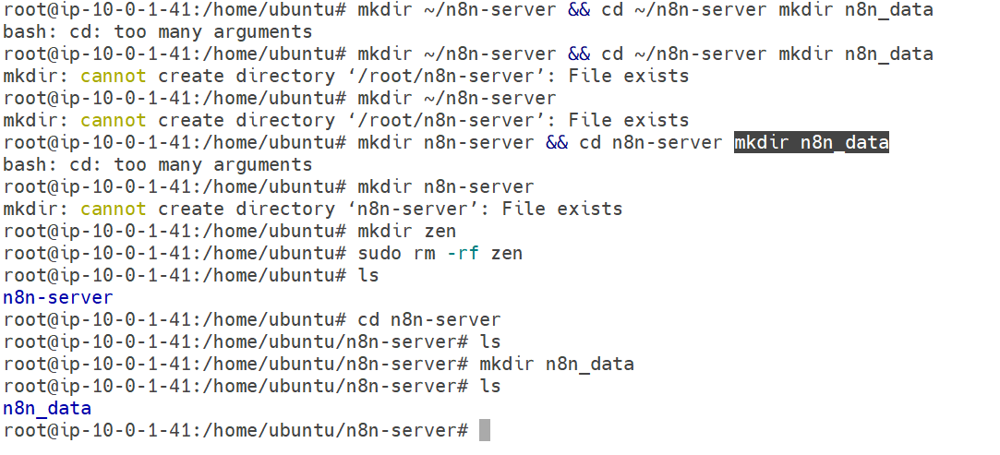 root@ip-10-0-1-41:/home/ubuntu# mkdir ~/n8n-server && cd ~/n8n-server mkdir n8n_data
bash: cd: too many arguments
root@ip-10-0-1-41:/home/ubuntu# mkdir ~/n8n-server && cd ~/n8n-server mkdir n8n_data
mkdir: cannot create directory ‘/root/n8n-server’: File exists
root@ip-10-0-1-41:/home/ubuntu# mkdir ~/n8n-server
mkdir: cannot create directory ‘/root/n8n-server’: File exists
root@ip-10-0-1-41:/home/ubuntu# mkdir n8n-server && cd n8n-server mkdir n8n_data
bash: cd: too many arguments
root@ip-10-0-1-41:/home/ubuntu# mkdir n8n-server
mkdir: cannot create directory ‘n8n-server’: File exists
root@ip-10-0-1-41:/home/ubuntu# mkdir zen
root@ip-10-0-1-41:/home/ubuntu# sudo rm -rf zen
root@ip-10-0-1-41:/home/ubuntu# ls
n8n-server
root@ip-10-0-1-41:/home/ubuntu# cd n8n-server
root@ip-10-0-1-41:/home/ubuntu/n8n-server# ls
root@ip-10-0-1-41:/home/ubuntu/n8n-server# mkdir n8n_data
root@ip-10-0-1-41:/home/ubuntu/n8n-server# ls
n8n_data
root@ip-10-0-1-41:/home/ubuntu/n8n-server#